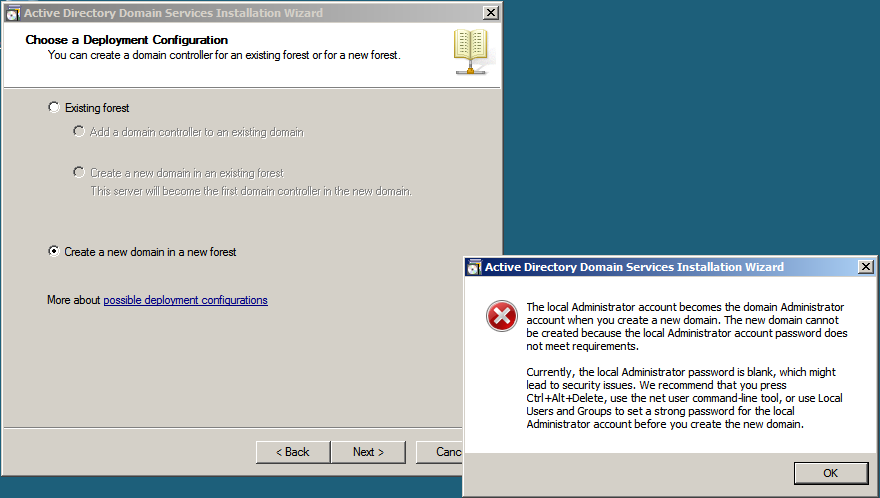 Active Directory Domain Services Installation Wizard
Choose a Deployment Configuration
You can create a domain controller for an existing forest or for a new forest.
Existing forest
Add a domain controller to an existing domain
Create a new domain in an existing forest
This server will become the first domain controller in the new domain.
Create a new domain in a new forest
More about possible deployment configurations
< Back
Next >
Canc
Active Directory Domain Services Installation Wizard
The local Administrator account becomes the domain Administrator
account when you create a new domain. The new domain cannot
be created because the local Administrator account password does
not meet requirements.
Currently, the local Administrator password is blank, which might
lead to security issues. We recommend that you press
Ctrl+Alt+Delete, use the net user command-line tool, or use Local
Users and Groups to set a strong password for the local
Administrator account before you create the new domain.
OK